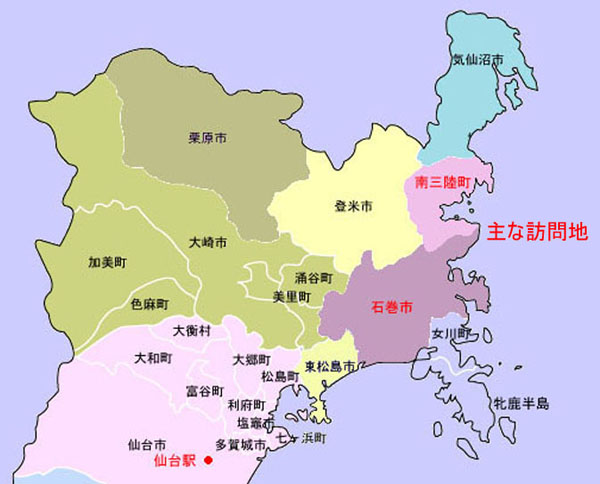 気仙沼市
栗原市
南三陸町
登米市
主な訪問地
大崎市
加美町
涌谷町
美里町
色麻町
石巻市
大衡村
女川町
大和町
大郷町
東松島市
松島町
富谷町
牡鹿半島
利府町
塩竈市
仙台市
多賀城市
七ヶ浜町
仙台駅